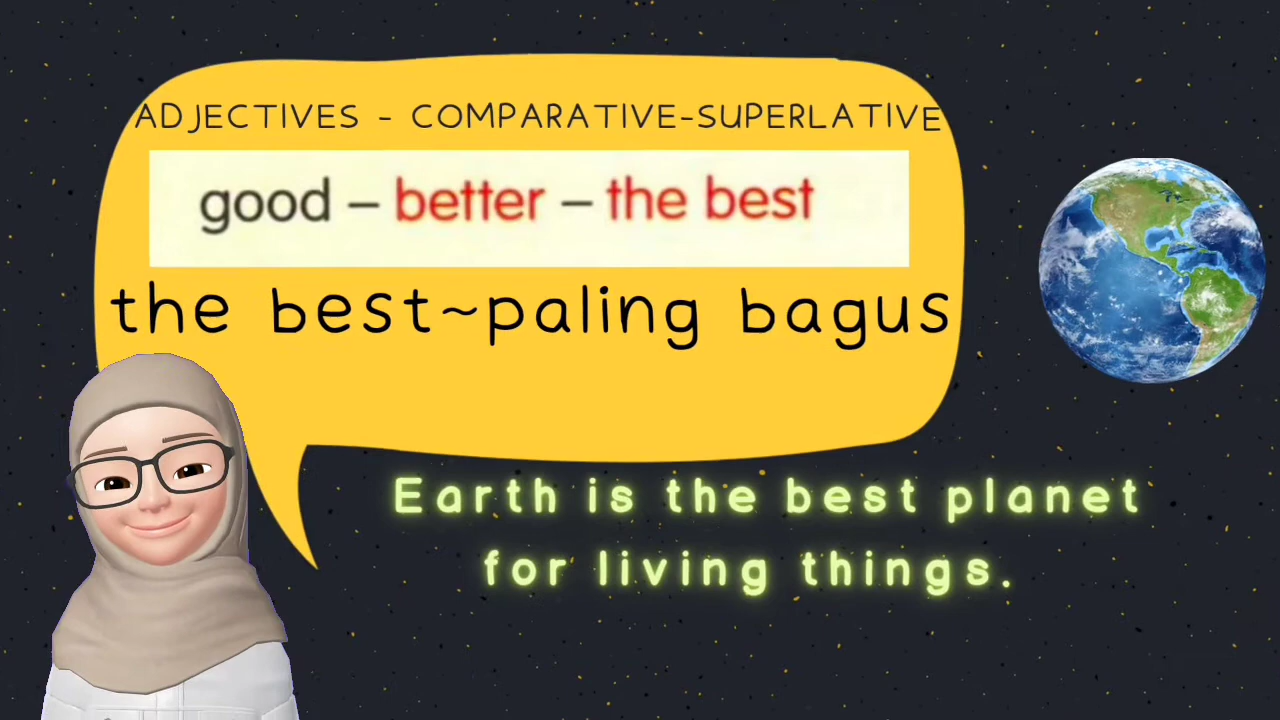 ADJECTIVES - COMPARATIVE-SUPERLATIVE
good – better – the best
the best~paling bagus
Earth is the best planet
for living things.